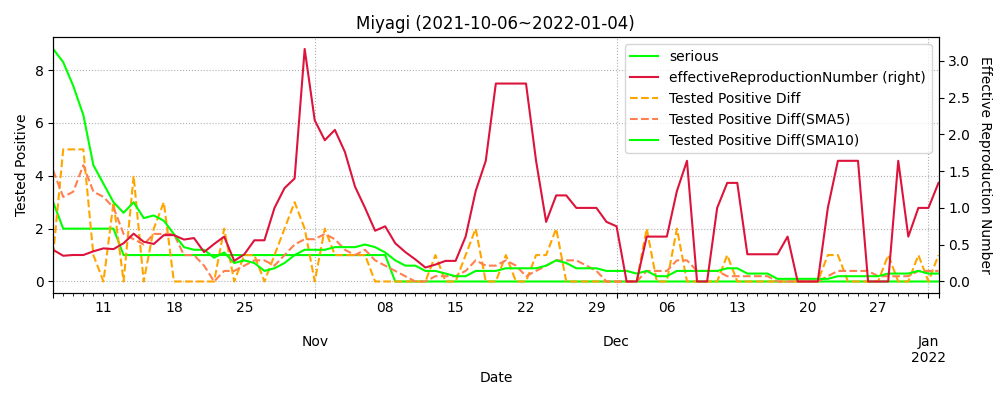 Miyagi (2021-10-06~2022-01-04)
serious
effectiveReproductionNumber (right)
Tested Positive Diff
Tested Positive Diff(SMA5)
Tested Positive Diff(SMA10)
Tested Positive
8
6
4
2
0
3.0
2.5
2.0
1.5
1.0
0.5
0.0
Effective Reproduction Number
11 18 25 08 15 22 29 06 13 20 27
Nov Dec Jan
2022
Date